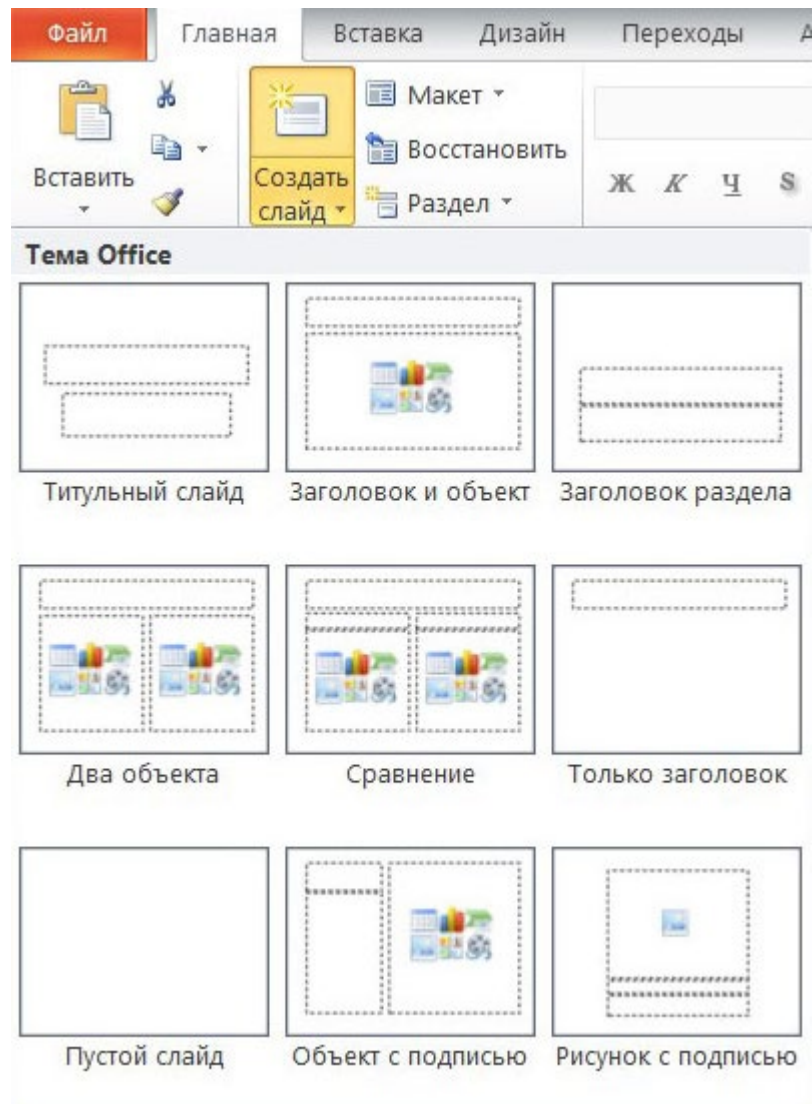 Файл Главная Вставка Дизайн Переходы А
Макет
Восстановить
Раздел
Вставить
Создать
слайд
Ж К Ч S
Тема Office
Титульный слайд Заголовок и объект Заголовок раздела
Два объекта Сравнение Только заголовок
Пустой слайд Объект с подписью Рисунок с подписью